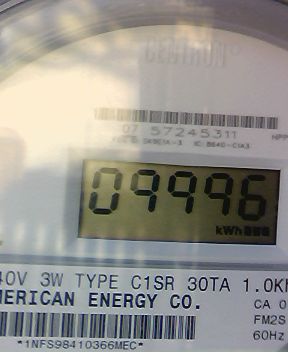 CENTRON®
07 57245311
09996
kWh
40V 3W TYPE C1SR 30TA 1.0K
MERICAN ENERGY CO.
CA 0
FM2S
60Hz
*1NFS98410366MEC*